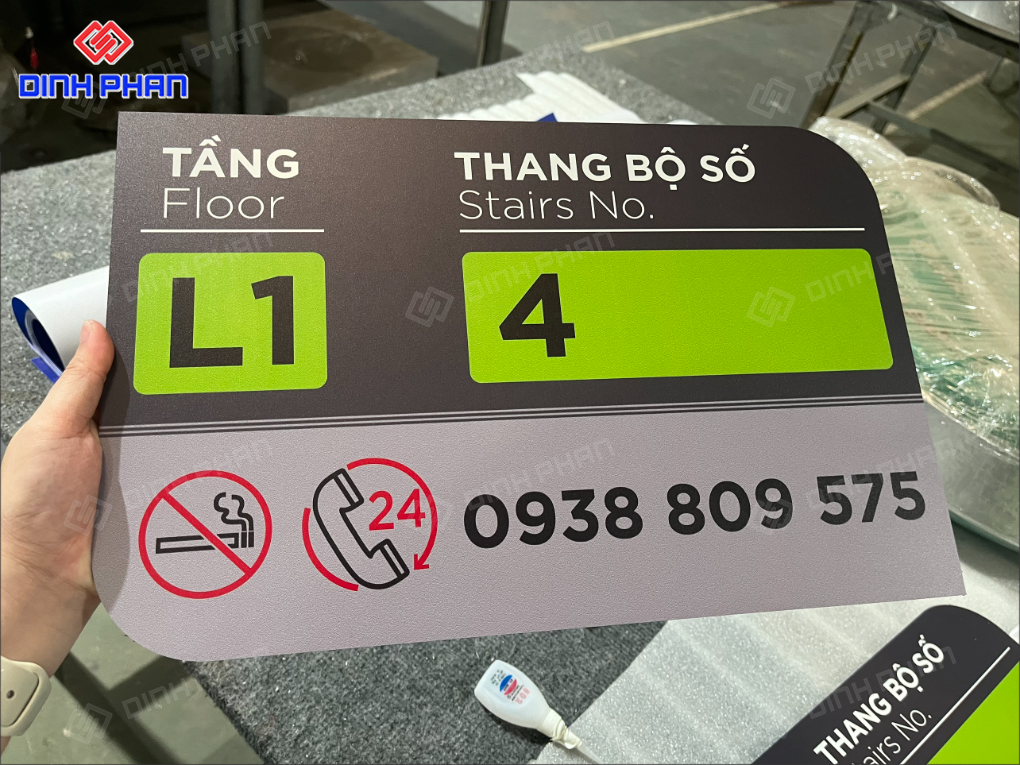 DINH PHAN
TẦNG
Floor
L1
THANG BỘ SỐ
Stairs No.
4
24
0938 809 575
THANG BỘ SỐ
Stairs No.